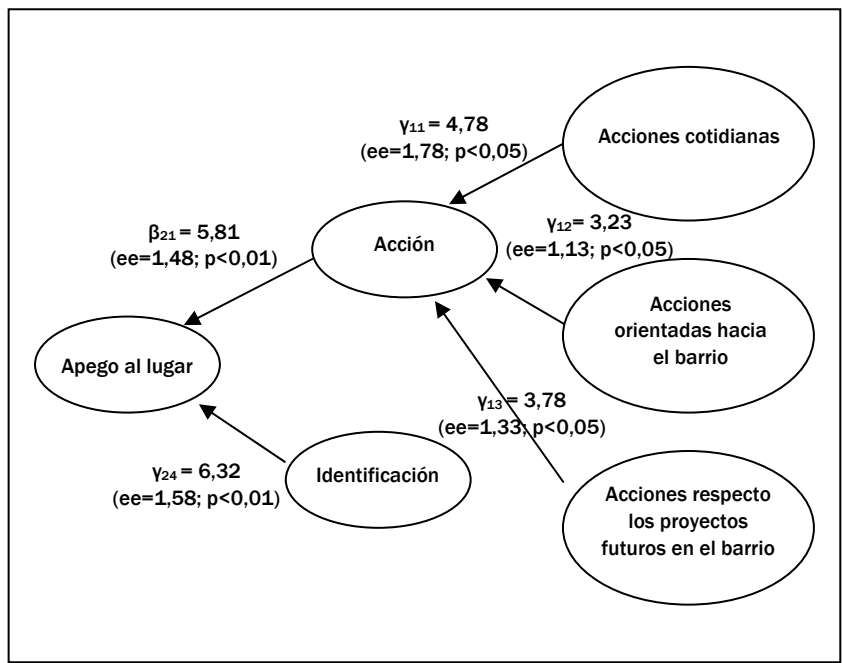 γ₁₁ = 4,78
(ee=1,78; p<0,05)
Acciones cotidianas
β₂₁ = 5,81
(ee=1,48; p<0,01)
Acción
γ₁₂ = 3,23
(ee=1,13; p<0,05)
Acciones
orientadas hacia
el barrio
Apego al lugar
γ₁₃ = 3,78
(ee=1,33; p<0,05)
γ₂₄ = 6,32
(ee=1,58; p<0,01)
Identificación
Acciones respecto
los proyectos
futuros en el barrio